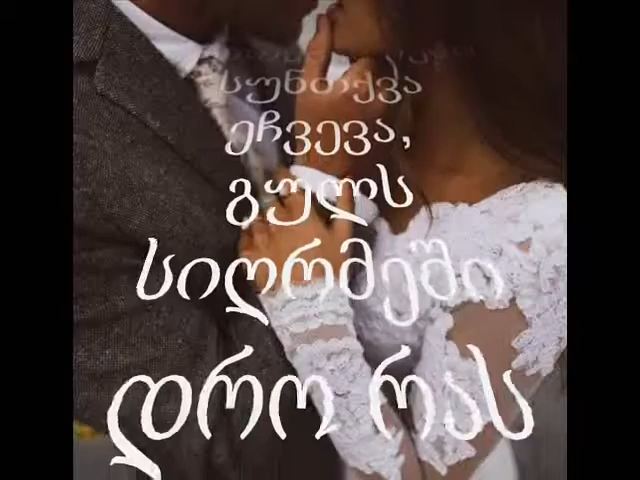 სუნთქვა
ეჩვევა,
გულს
სიღრმეში
დრო რას